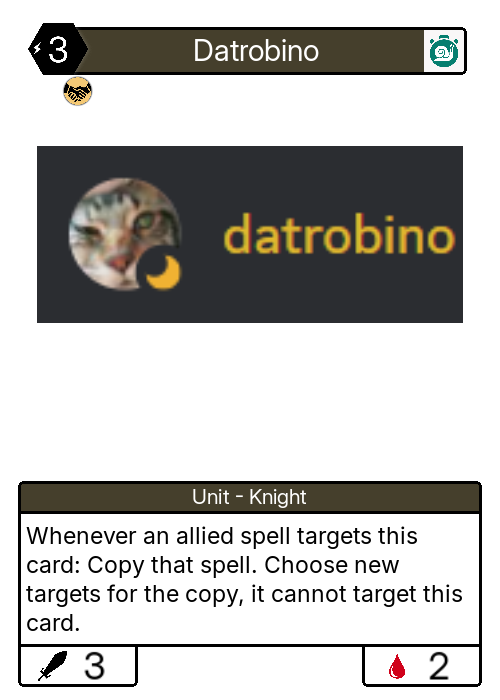 3
Datrobino
datrobino
Unit - Knight
Whenever an allied spell targets this
card: Copy that spell. Choose new
targets for the copy, it cannot target this
card.
3
2